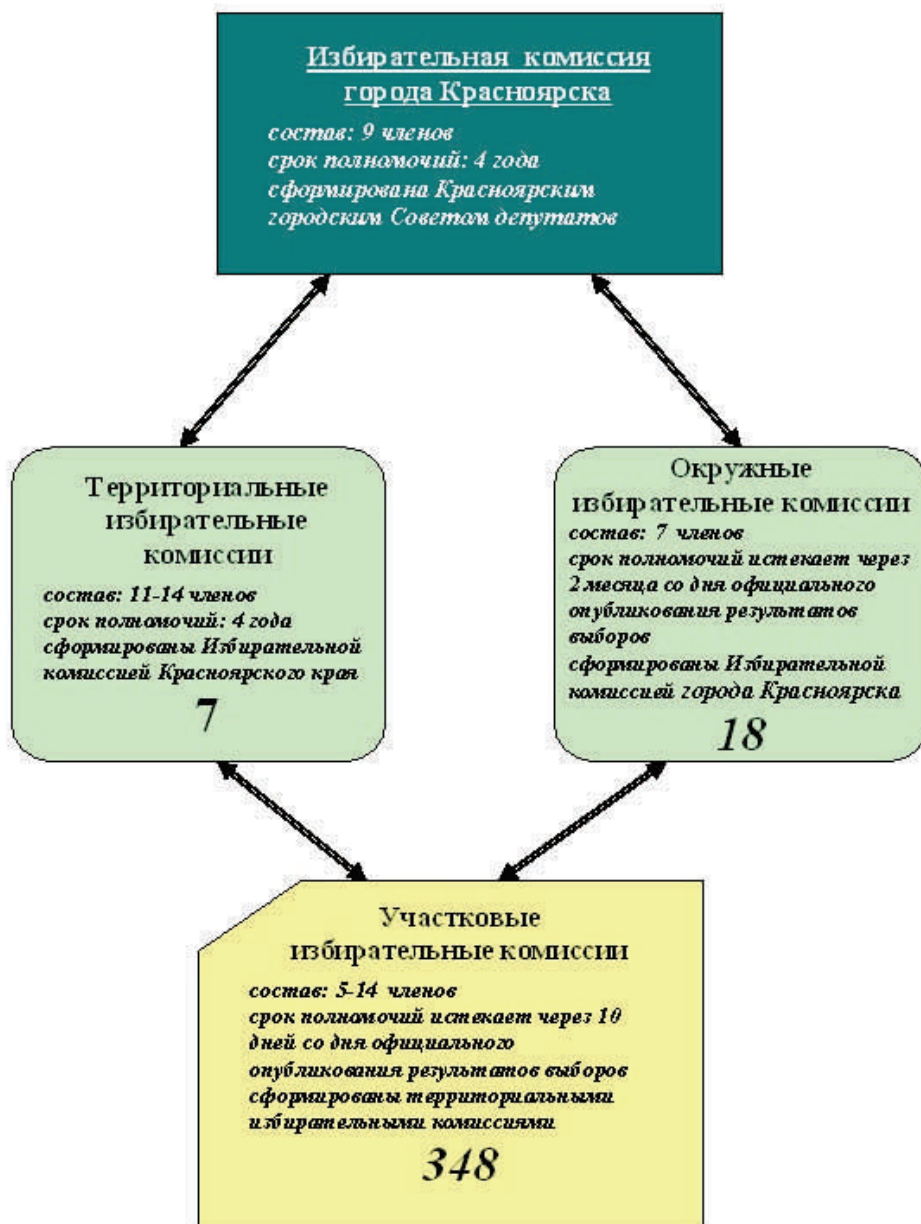 Избирательная комиссия
города Красноярска
состав: 9 членов
срок полномочий: 4 года
сформирована Красноярским
городским Советом депутатов
Территориальные
избирательные
комиссии
состав: 11-14 членов
срок полномочий: 4 года
сформированы Избирательной
комиссией Красноярского края
7
Окружные
избирательные комиссии
состав: 7 членов
срок полномочий истекает через
2 месяца со дня официального
опубликования результатов
выборов
сформированы Избирательной
комиссией города Красноярска
18
Участковые
избирательные комиссии
состав: 5-14 членов
срок полномочий истекает через 10
дней со дня официального
опубликования результатов выборов
сформированы территориальными
избирательными комиссиями
348